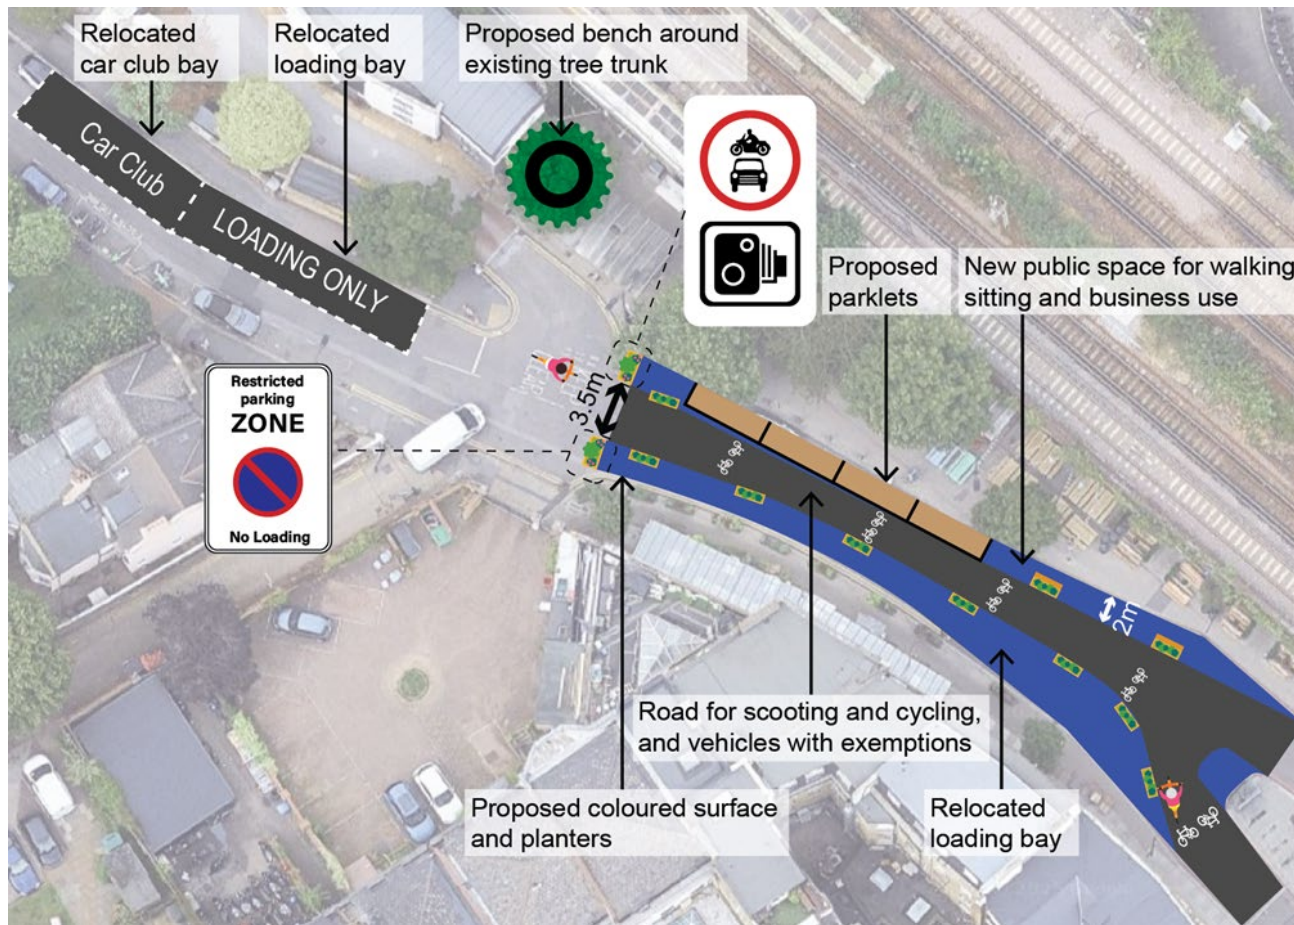 Relocated
car club bay
Relocated
loading bay
Proposed bench around
existing tree trunk
Car Club
LOADING ONLY
Proposed
parklets
New public space for walking
sitting and business use
Restricted
parking
ZONE
No Loading
3.5m
2m
Road for scooting and cycling,
and vehicles with exemptions
Proposed coloured surface
and planters
Relocated
loading bay